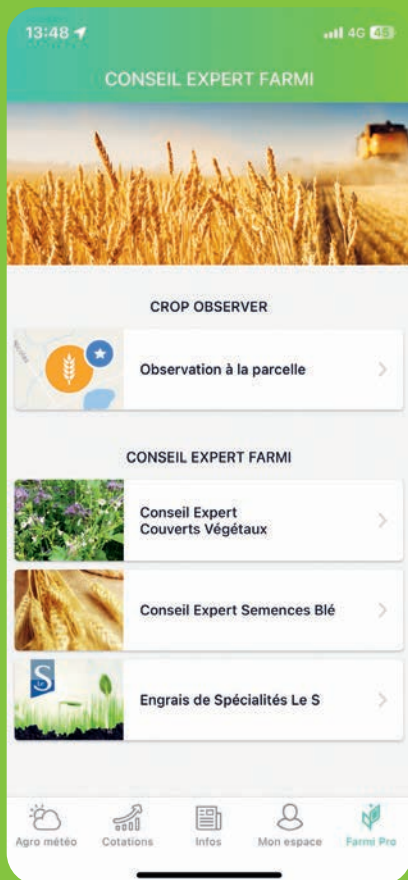 13:48 4G 45
CONSEIL EXPERT FARMI
CROP OBSERVER
Observation à la parcelle
CONSEIL EXPERT FARMI
Conseil Expert
Couverts Végétaux
Conseil Expert Semences Blé
S
Engrais de Spécialités Le S
Agro météo Cotations Infos Mon espace Farmi Pro